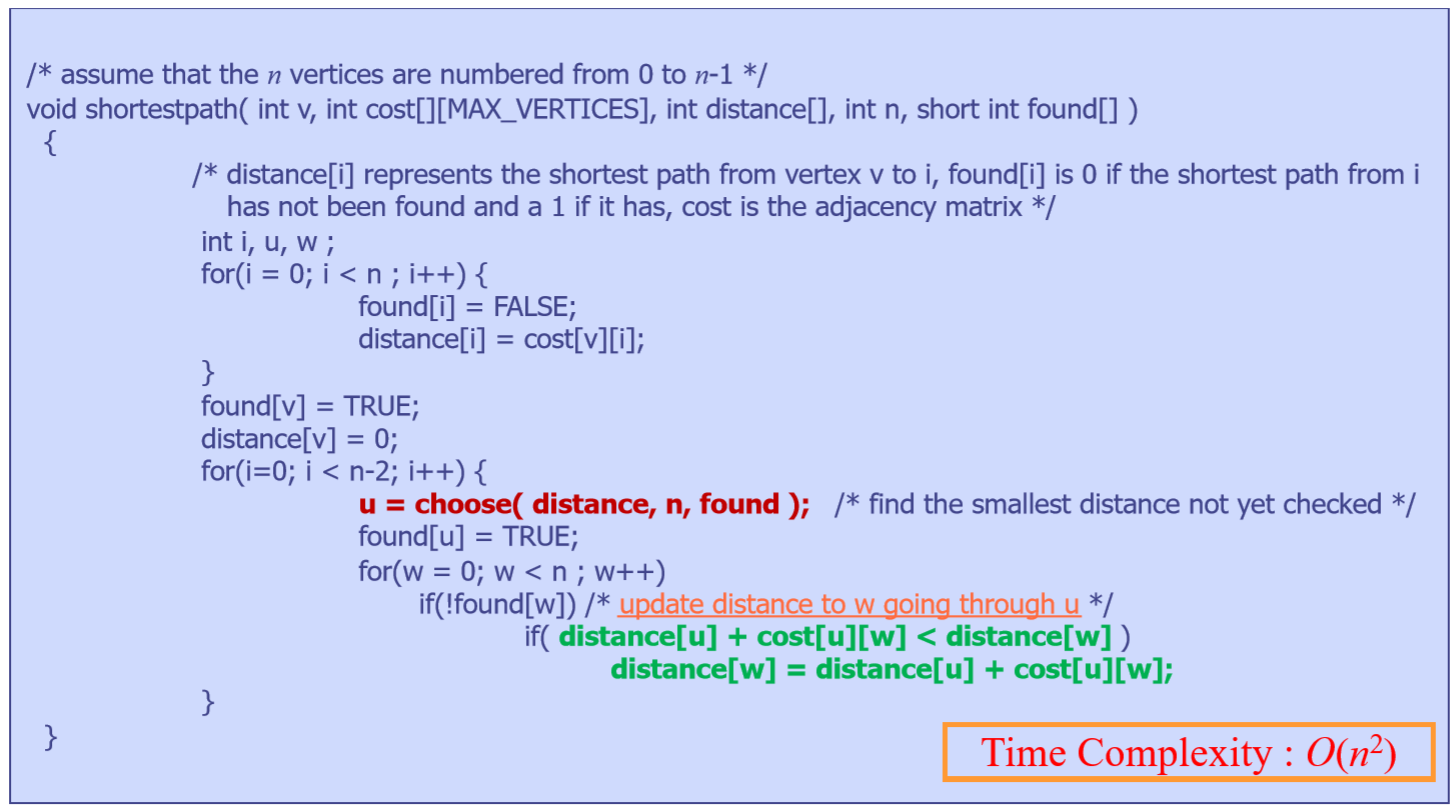 /* assume that the n vertices are numbered from 0 to n-1 */
void shortestpath( int v, int cost[][MAX_VERTICES], int distance[], int n, short int found[] )
{
/* distance[i] represents the shortest path from vertex v to i, found[i] is 0 if the shortest path from i
has not been found and a 1 if it has, cost is the adjacency matrix */
int i, u, w ;
for(i = 0; i < n ; i++) {
found[i] = FALSE;
distance[i] = cost[v][i];
}
found[v] = TRUE;
distance[v] = 0;
for(i=0; i < n-2; i++) {
u = choose( distance, n, found ); /* find the smallest distance not yet checked */
found[u] = TRUE;
for(w = 0; w < n ; w++)
if(!found[w]) /* update distance to w going through u */
if( distance[u] + cost[u][w] < distance[w] )
distance[w] = distance[u] + cost[u][w];
}
}
Time Complexity : O(n²)